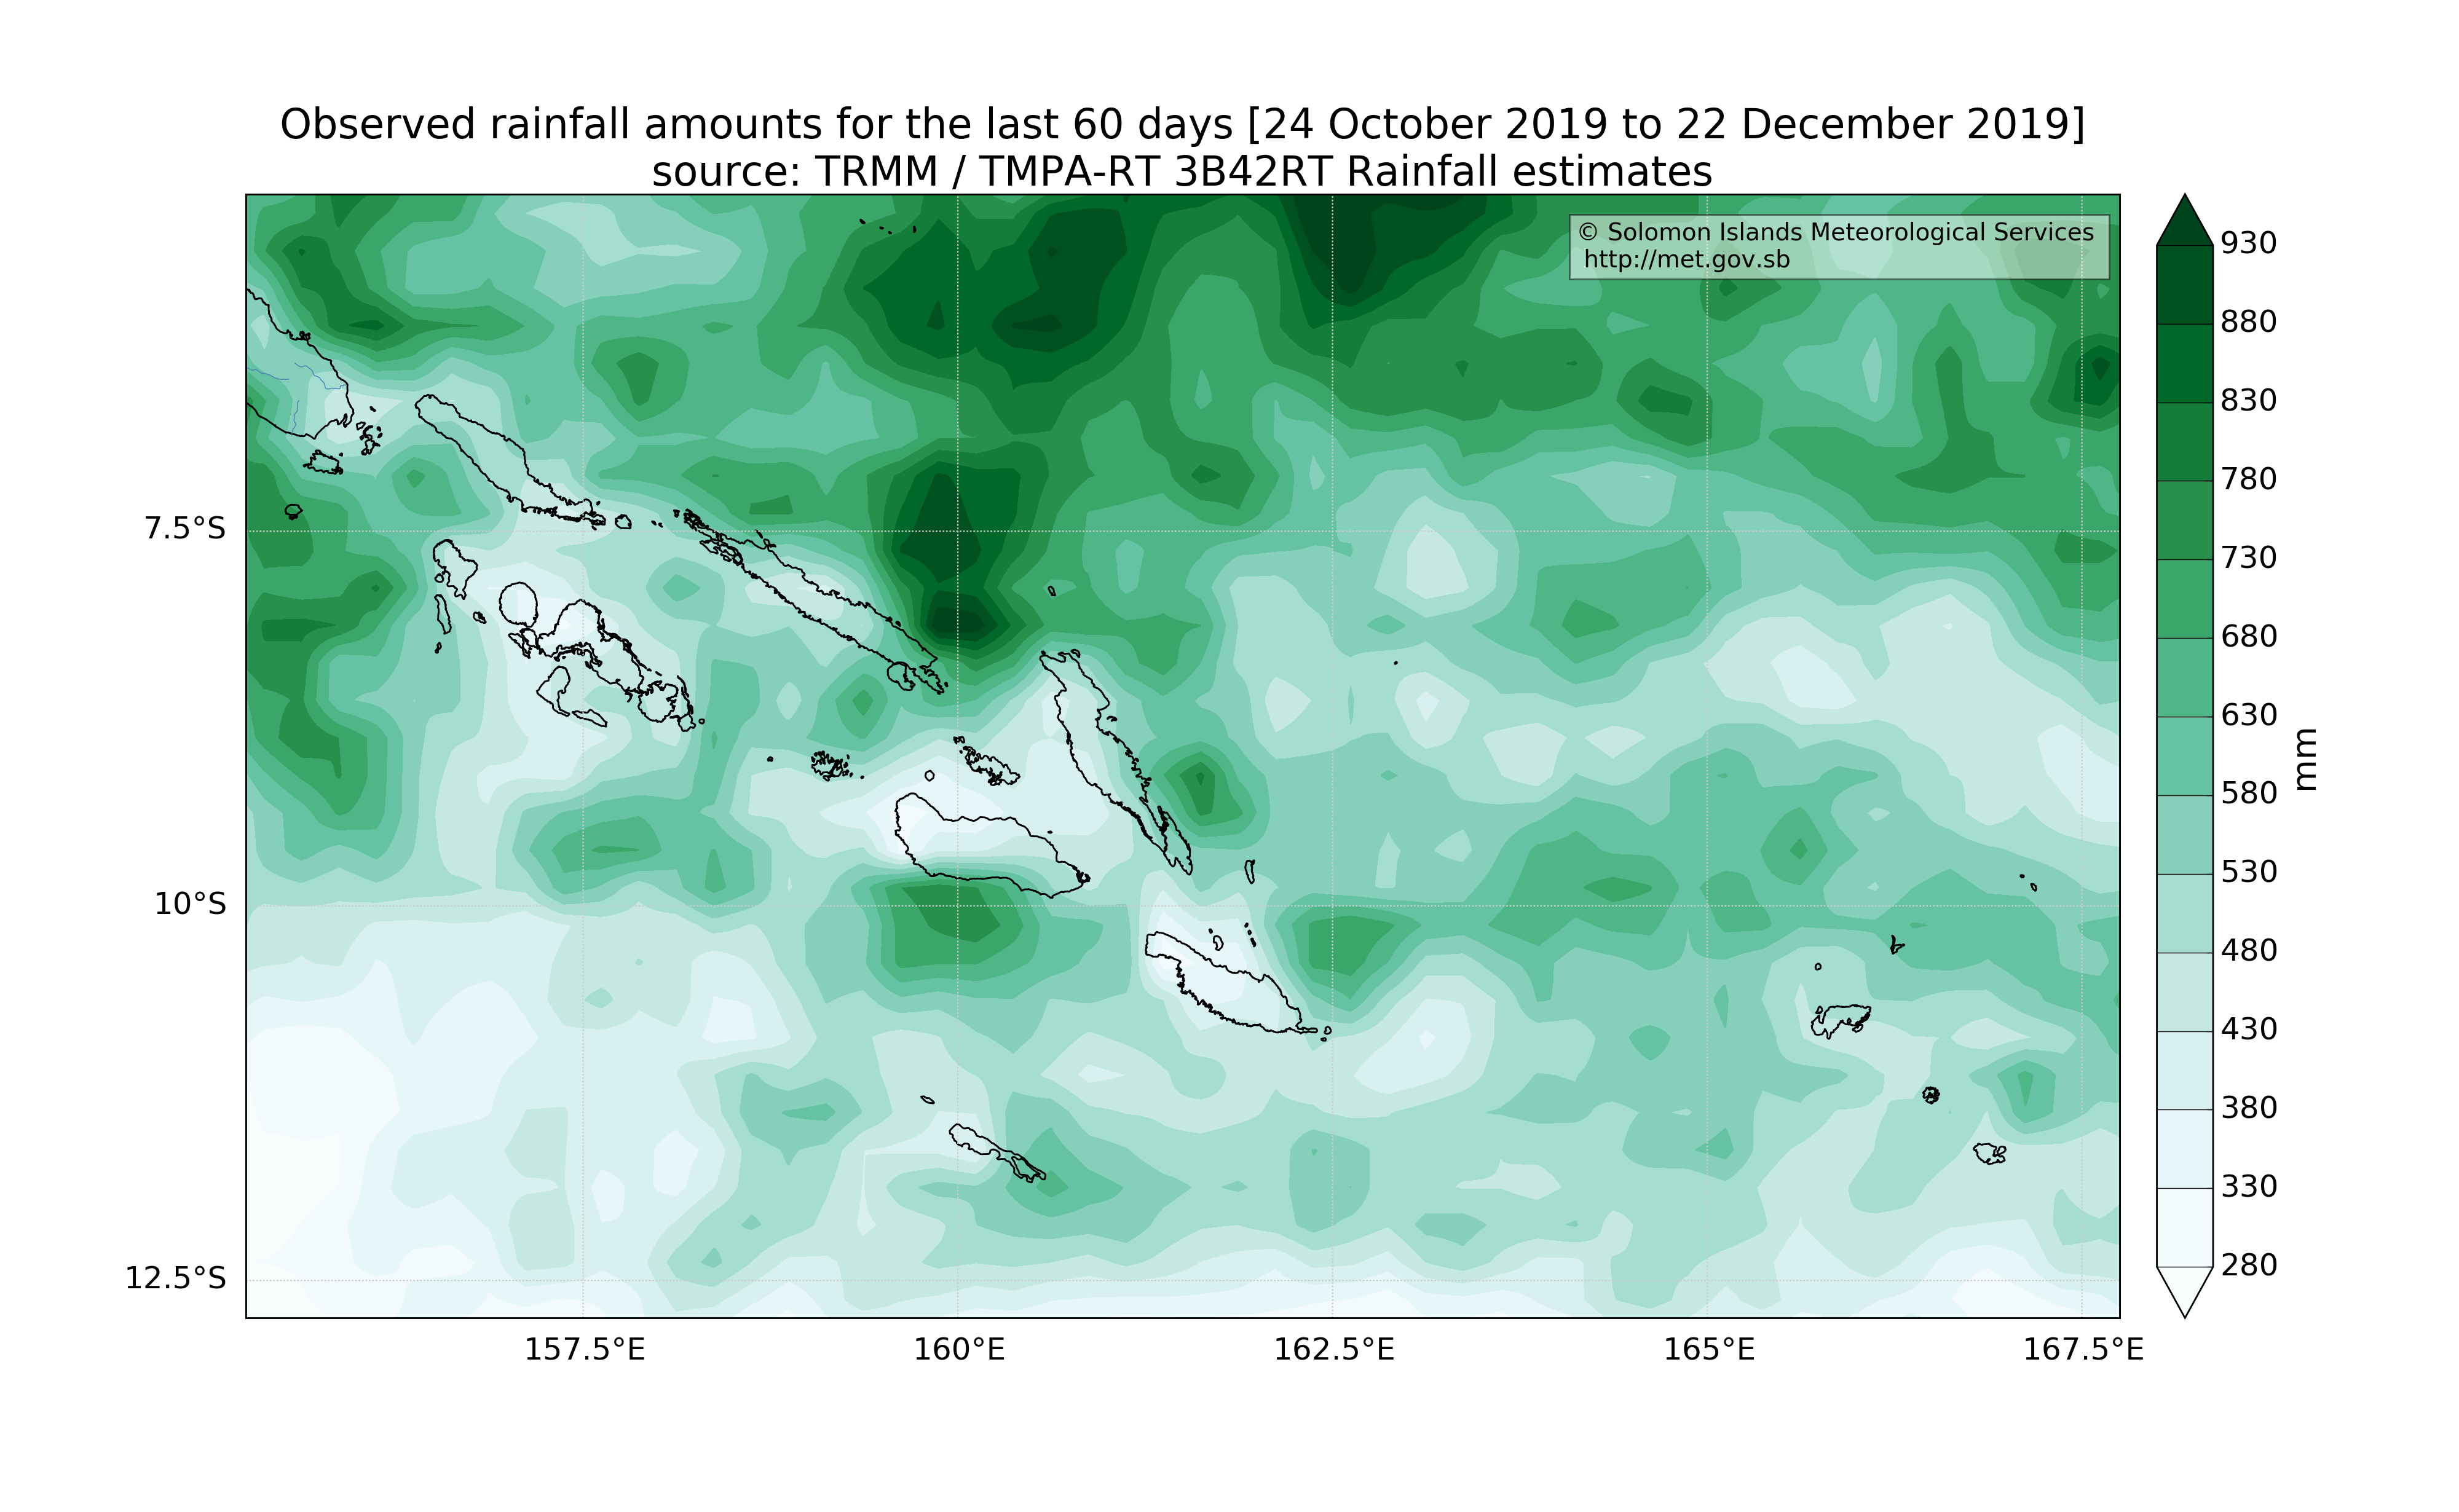 Observed rainfall amounts for the last 60 days [24 October 2019 to 22 December 2019]
source: TRMM / TMPA-RT 3B42RT Rainfall estimates
© Solomon Islands Meteorological Services
http://met.gov.sb
7.5°S
10°S
12.5°S
157.5°E
160°E
162.5°E
165°E
167.5°E
930
880
830
780
730
680
630
580
530
480
430
380
330
280
mm